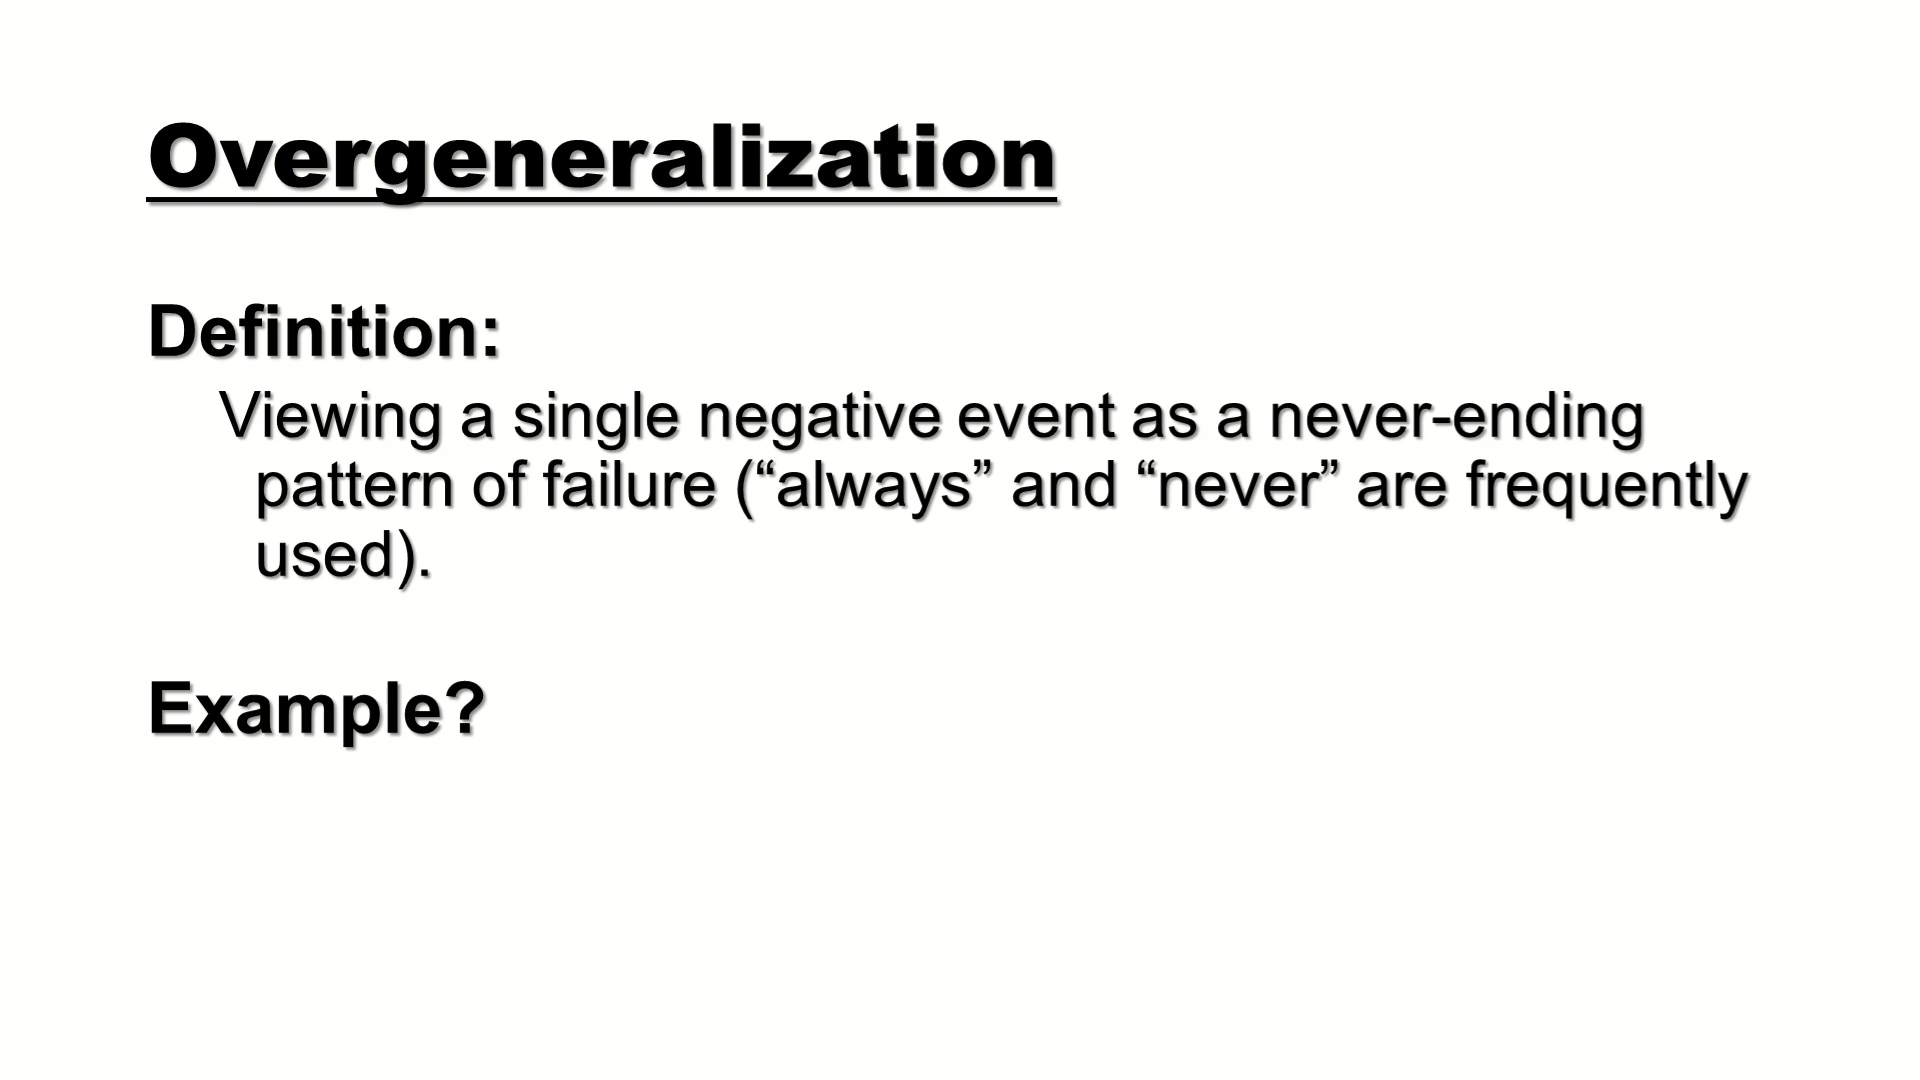 Overgeneralization
Definition:
Viewing a single negative event as a never-ending
pattern of failure (“always” and “never” are frequently
used).
Example?